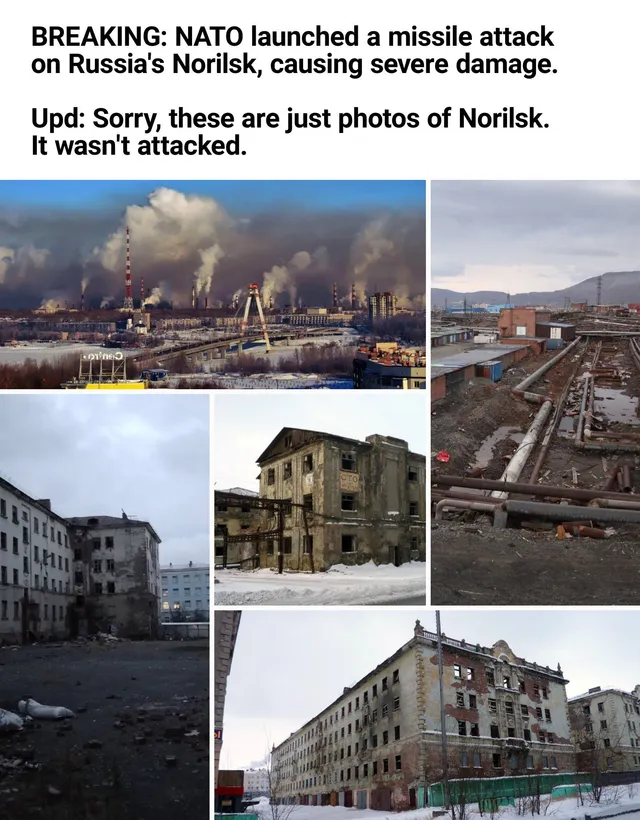 BREAKING: NATO launched a missile attack
on Russia's Norilsk, causing severe damage.
Upd: Sorry, these are just photos of Norilsk.
It wasn't attacked.